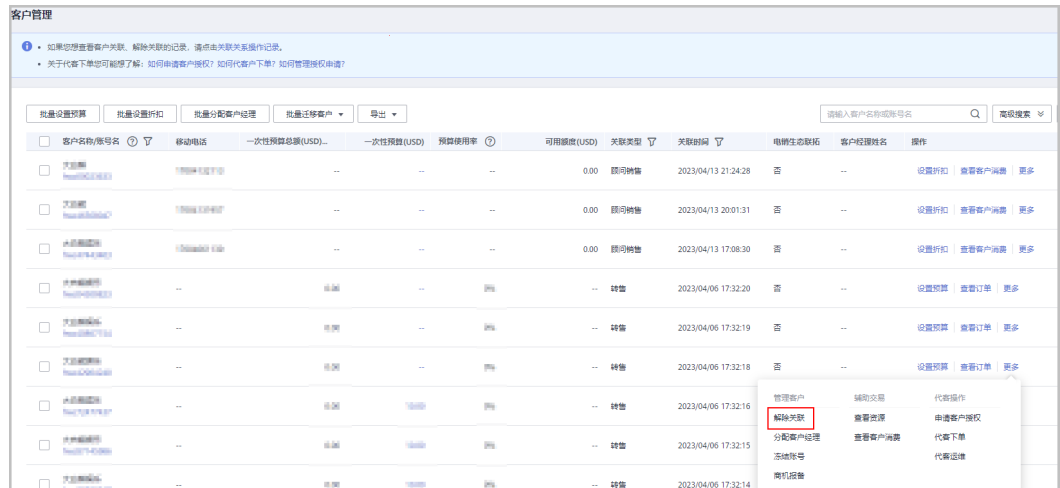 客户管理
• 如果您想查看客户关联、解除关联的记录，请点击关联关系操作记录。
• 关于代客下单您可能想了解：如何申请客户授权？如何代客户下单？如何管理授权申请？
批量设置预算 批量设置折扣 批量分配客户经理 批量迁移客户 导出 请输入客户名称或账号名 高级搜索
客户名称/账号名 移动电话 一次性预算总额(USD)... 一次性预算(USD) 预算使用率 可用额度(USD) 关联类型 关联时间 电销生态联拓 客户经理姓名 操作
-- -- -- 0.00 顾问销售 2023/04/13 21:24:28 否 -- 设置折扣 查看客户消费 更多
-- -- -- 0.00 顾问销售 2023/04/13 20:01:31 否 -- 设置折扣 查看客户消费 更多
-- -- -- 0.00 顾问销售 2023/04/13 17:08:30 否 -- 设置折扣 查看客户消费 更多
-- -- -- 转售 2023/04/06 17:32:20 否 -- 设置预算 查看订单 更多
-- -- -- 转售 2023/04/06 17:32:19 否 -- 设置预算 查看订单 更多
-- -- -- 转售 2023/04/06 17:32:18 否 -- 设置预算 查看订单 更多
-- -- 转售 2023/04/06 17:32:16
-- -- 转售 2023/04/06 17:32:15
-- -- 转售 2023/04/06 17:32:14
管理客户 辅助交易 代客操作
解除关联 查看资源 申请客户授权
分配客户经理 查看客户消费 代客下单
冻结账号 代客运维
商机报备